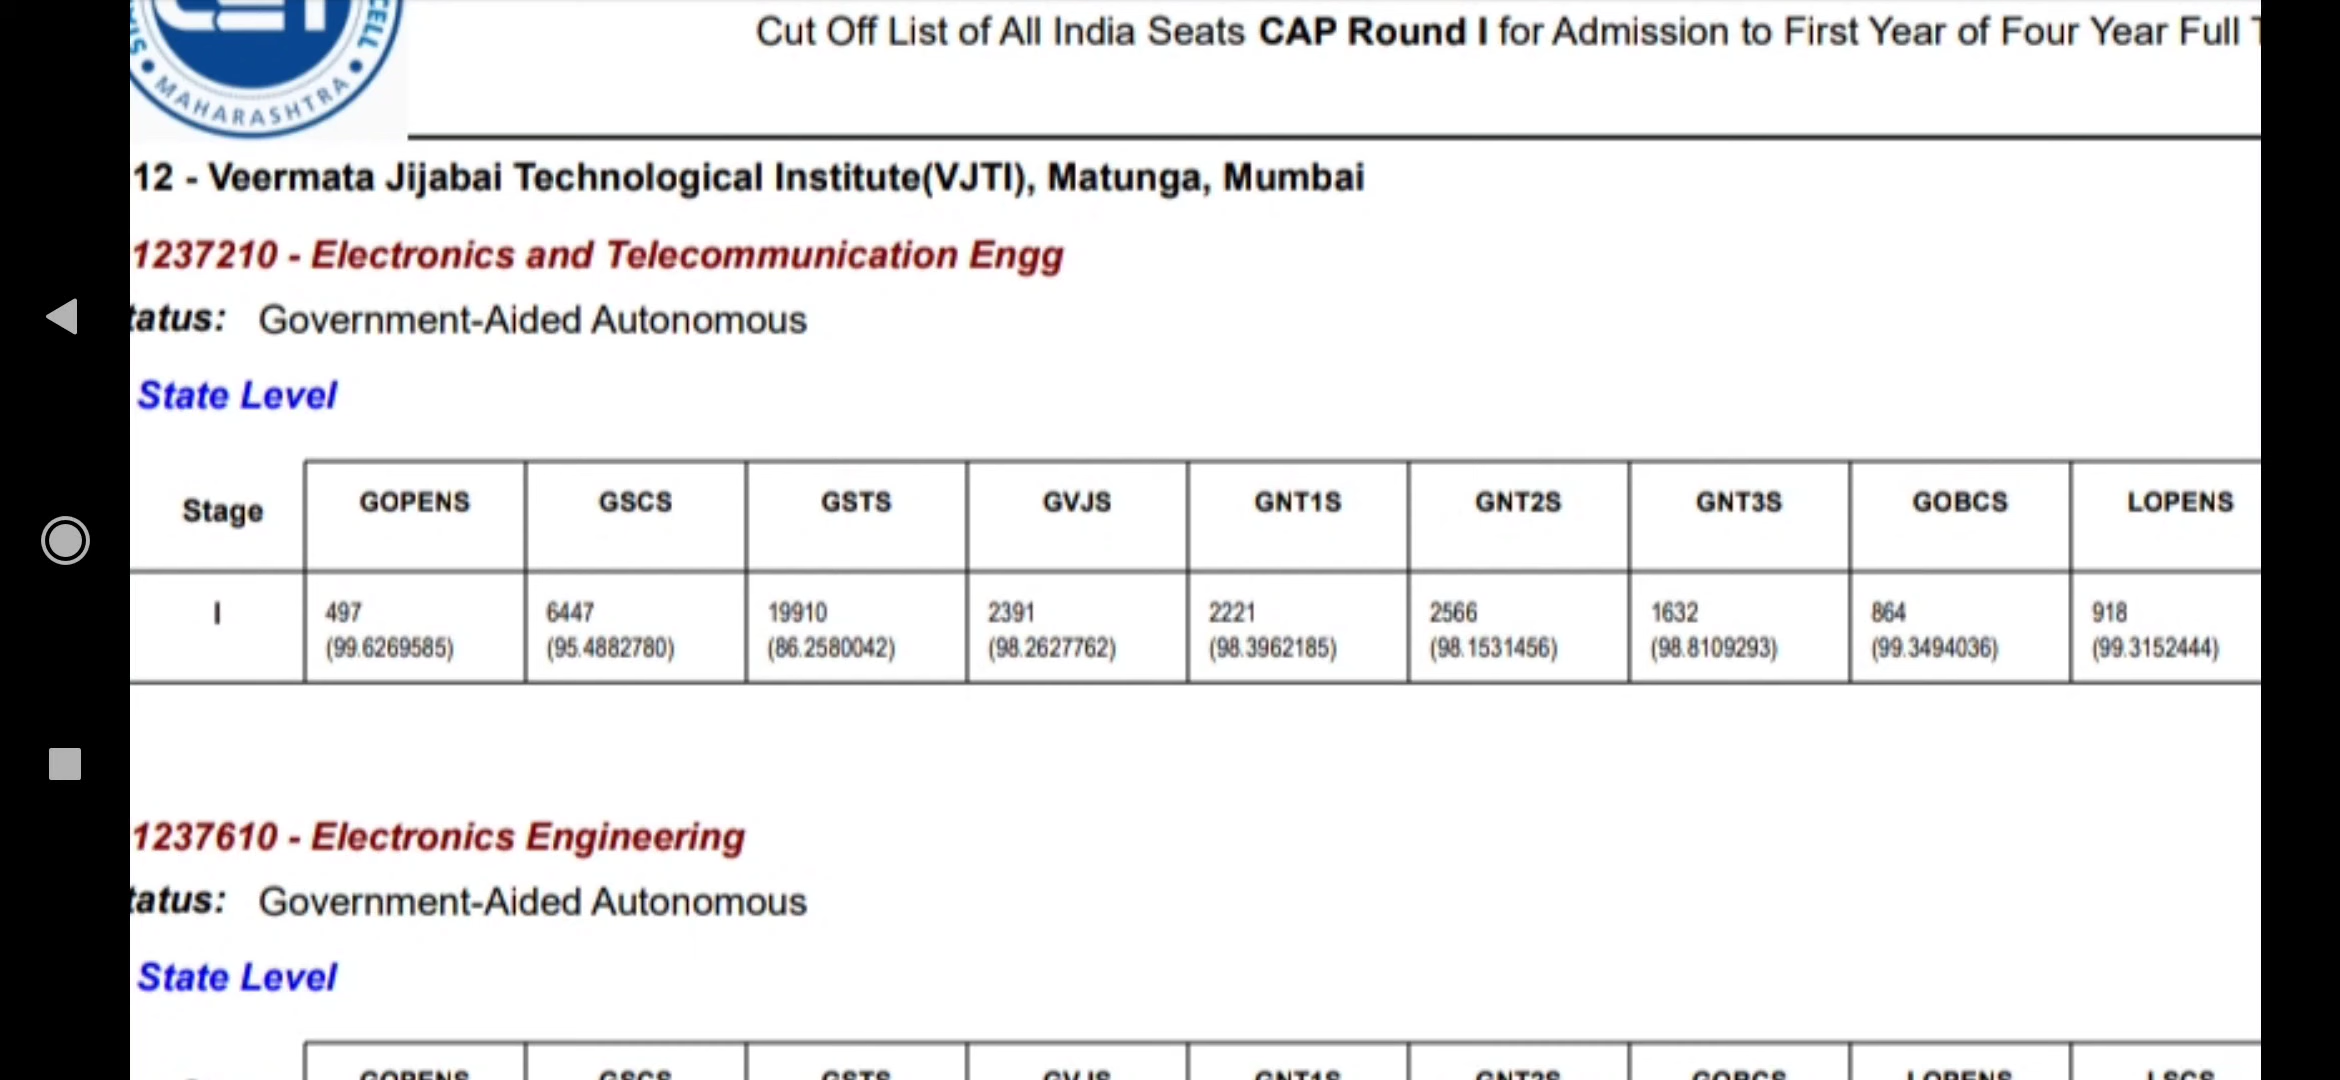 CELL
MAHARASHTRA
Cut Off List of All India Seats CAP Round I for Admission to First Year of Four Year Full
12 - Veermata Jijabai Technological Institute(VJTI), Matunga, Mumbai
1237210 - Electronics and Telecommunication Engg
tatus: Government-Aided Autonomous
State Level
Stage GOPENS GSCS GSTS GVJS GNT1S GNT2S GNT3S GOBCS LOPENS
I 497 6447 19910 2391 2221 2566 1632 864 918
(99.6269585) (95.4882780) (86.2580042) (98.2627762) (98.3962185) (98.1531456) (98.8109293) (99.3494036) (99.3152444)
1237610 - Electronics Engineering
tatus: Government-Aided Autonomous
State Level
GOPENS GSCS GSTS GVJS GNT1S GNT2S GOBCS LOPENS LSCS